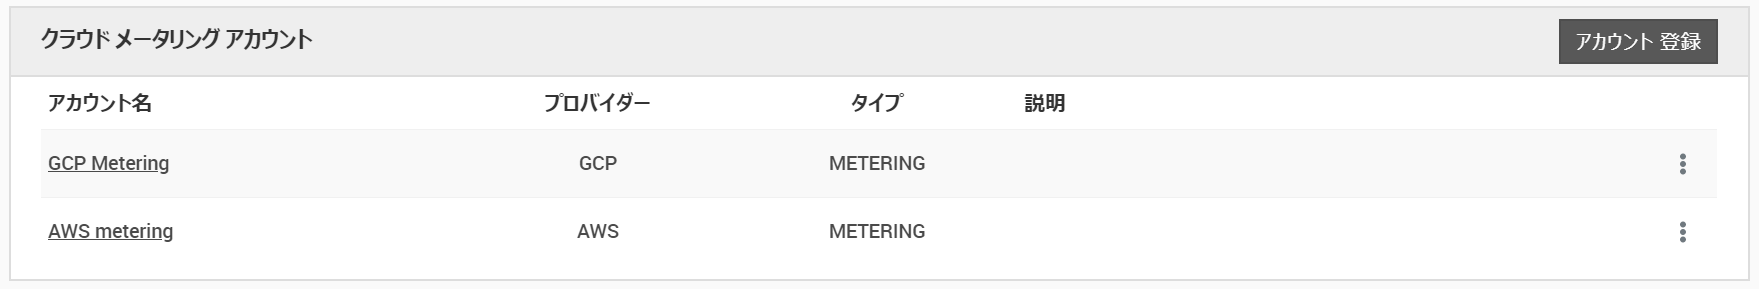 クラウド メータリング アカウント
アカウント 登録
アカウント名 プロバイダー タイプ 説明
GCP Metering GCP METERING
AWS metering AWS METERING